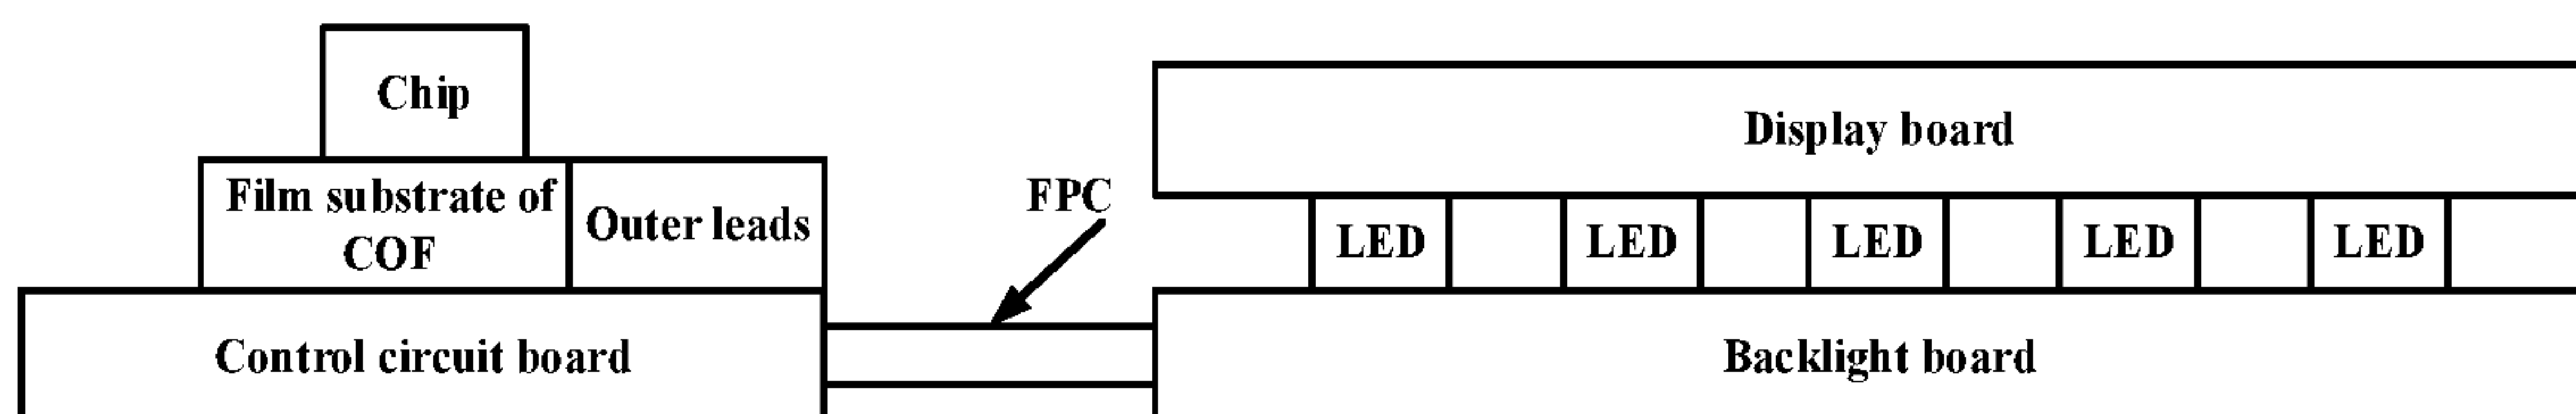 Chip
Display board
Film substrate of
COF
Outer leads
FPC
LED LED LED LED LED
Control circuit board
Backlight board